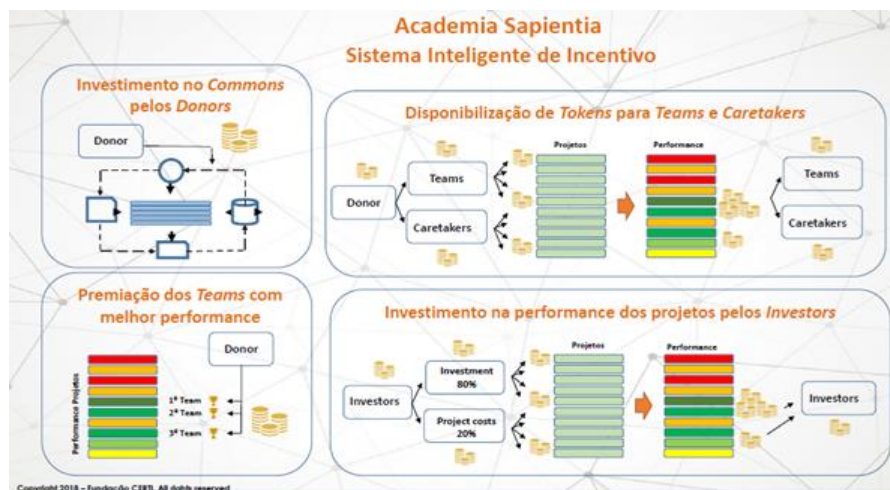 Academia Sapientia
Sistema Inteligente de Incentivo
Investimento no Commons
pelos Donors
Donor
Disponibilização de Tokens para Teams e Caretakers
Projetos
Performance
Donor
Teams
Caretakers
Teams
Caretakers
Premiação dos Teams com
melhor performance
Donor
Performance Projetos
1º Team
2º Team
3º Team
Investimento na performance dos projetos pelos Investors
Projetos
Performance
Investors
Investment
80%
Project costs
20%
Investors
Copyright 2018 – Fundação CERTI. All rights reserved